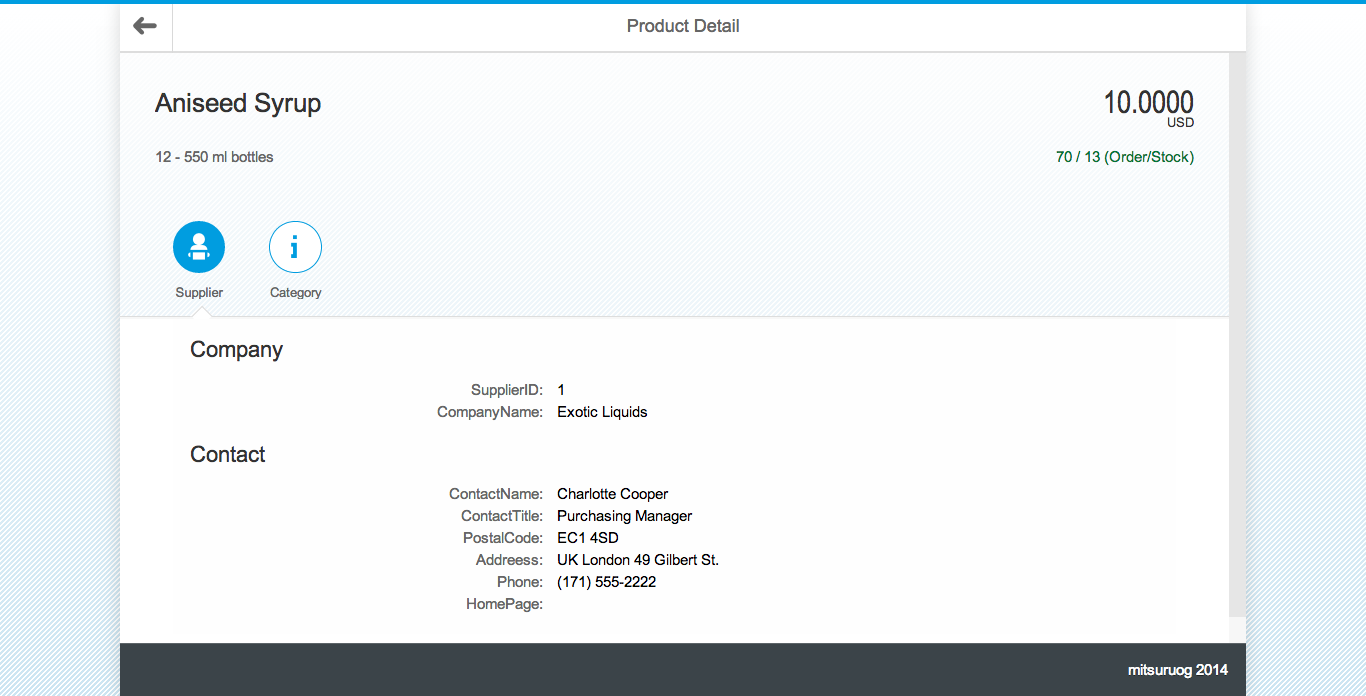 Product Detail
Aniseed Syrup
10.0000
USD
12 - 550 ml bottles
70 / 13 (Order/Stock)
Supplier
Category
Company
SupplierID: 1
CompanyName: Exotic Liquids
Contact
ContactName: Charlotte Cooper
ContactTitle: Purchasing Manager
PostalCode: EC1 4SD
Addreess: UK London 49 Gilbert St.
Phone: (171) 555-2222
HomePage:
mitsuruog 2014